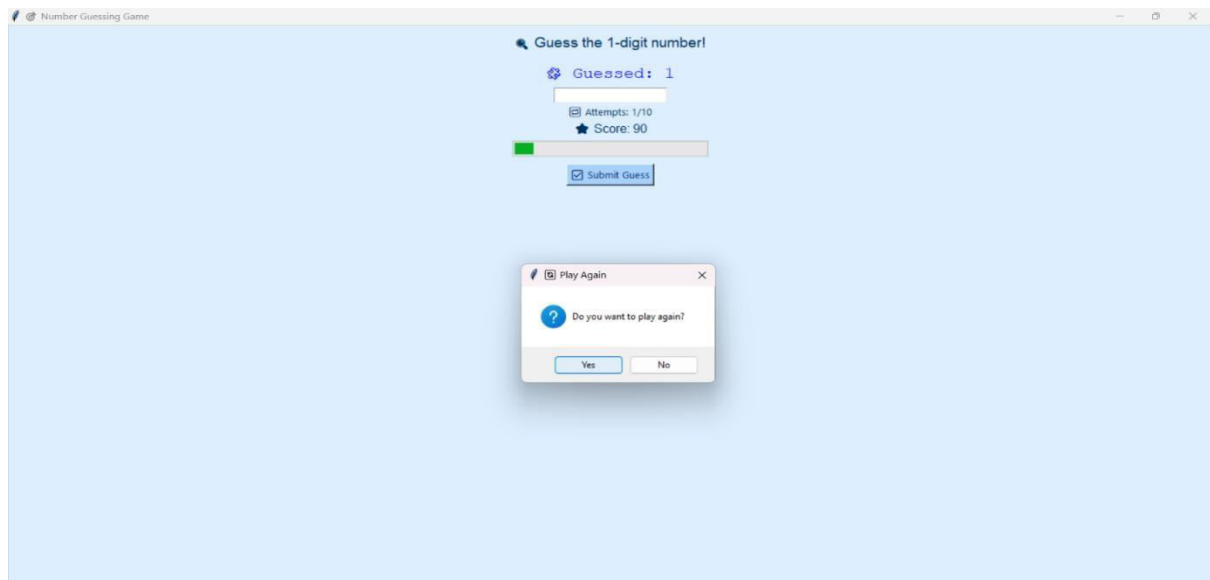 Number Guessing Game
Guess the 1-digit number!
Guessed: 1
Attempts: 1/10
Score: 90
Submit Guess
Play Again
Do you want to play again?
Yes No